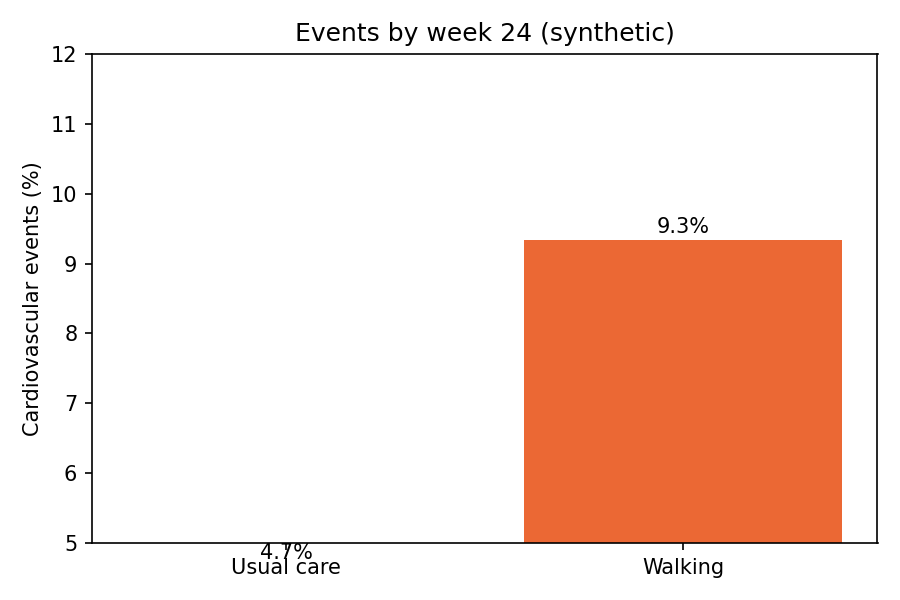 Events by week 24 (synthetic)
Cardiovascular events (%)
12
11
10
9
8
7
6
5
9.3%
4.7%
Usual care
Walking